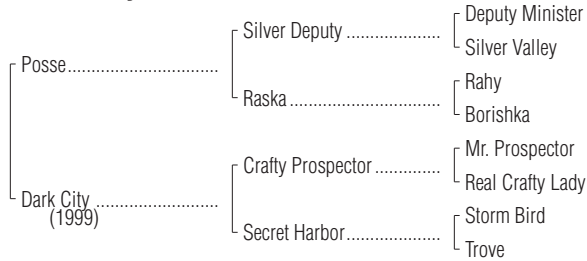 Deputy Minister
Silver Deputy ....................
Silver Valley
Posse................................
Rahy
Raska................................
Borishka
Mr. Prospector
Crafty Prospector ..............
Real Crafty Lady
Dark City ..........................
(1999)
Storm Bird
Secret Harbor....................
Trove